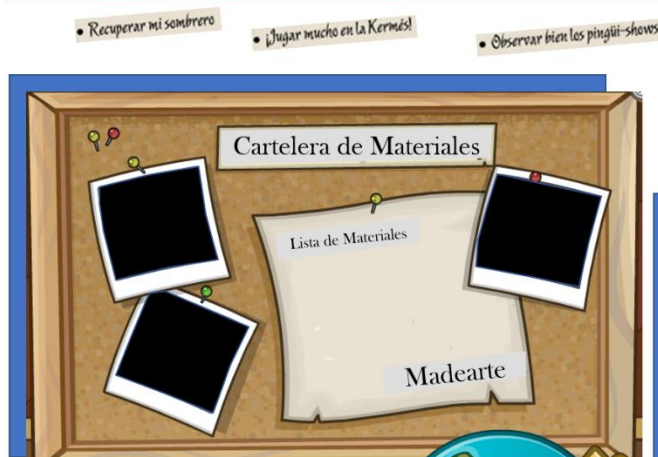 • Recuperar mi sombrero
• ¡Jugar mucho en la Kermés!
• Observar bien los pingüi-shows
Cartelera de Materiales
Lista de Materiales
Madearte